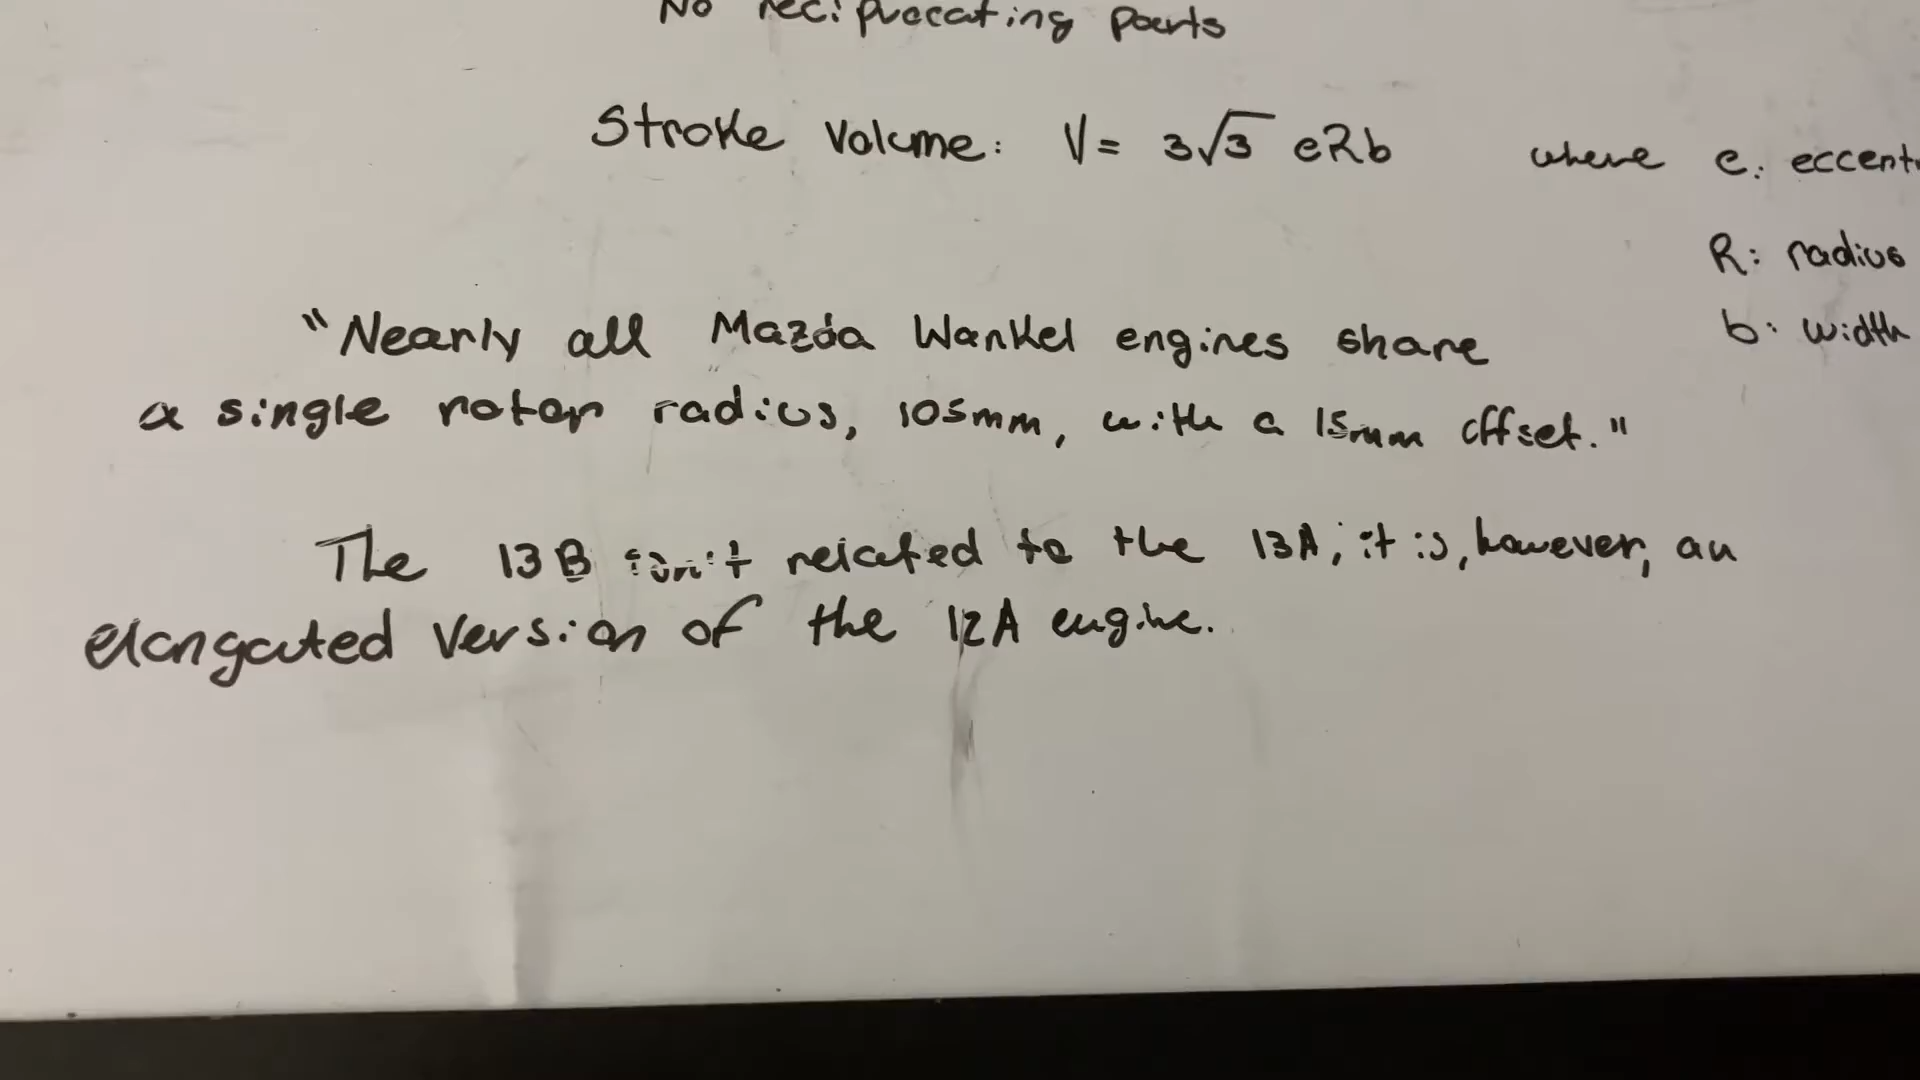 No reciprocating parts
Stroke Volume: V = 3√3 eRb where e: eccentr
R: radius
b: width
"Nearly all Mazda Wankel engines share
a single rotor radius, 105mm, with a 15mm offset."
The 13B isn't related to the 13A; it is, however, an
elongated version of the 12A engine.